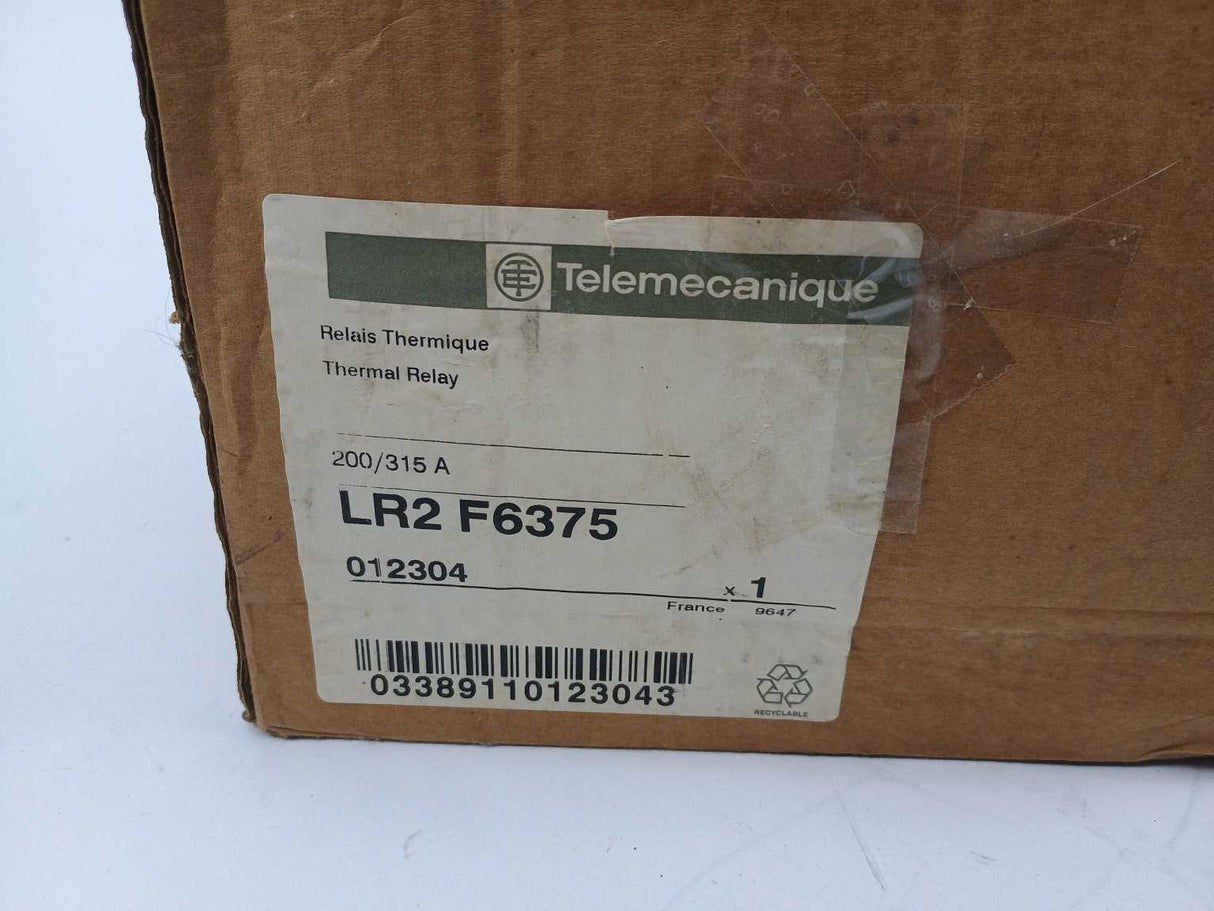 Telemecanique
Relais Thermique
Thermal Relay
200/315 A
LR2 F6375
012304
x 1
France 9647
03389110123043
RECYCLABLE